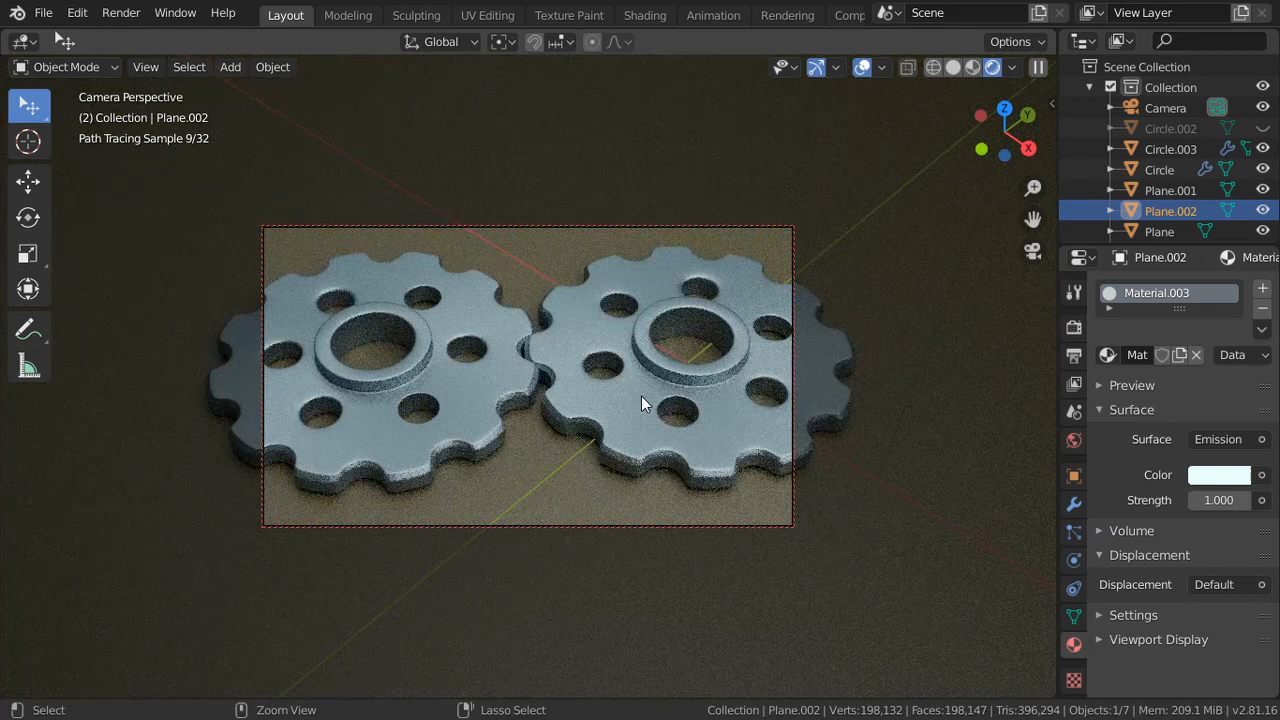 File Edit Render Window Help Layout Modeling Sculpting UV Editing Texture Paint Shading Animation Rendering Comp Scene View Layer
Global Options
Object Mode View Select Add Object
Camera Perspective
(2) Collection | Plane.002
Path Tracing Sample 9/32
Z
Y
X
Scene Collection
Collection
Camera
Circle.002
Circle.003
Circle
Plane.001
Plane.002
Plane
Plane.002 Materia
Material.003
Mat Data
Preview
Surface
Surface Emission
Color
Strength 1.000
Volume
Displacement
Displacement Default
Settings
Viewport Display
Select Zoom View Lasso Select Collection | Plane.002 | Verts:198,132 | Faces:198,147 | Tris:396,294 | Objects:1/7 | Mem: 209.1 MiB | v2.81.16